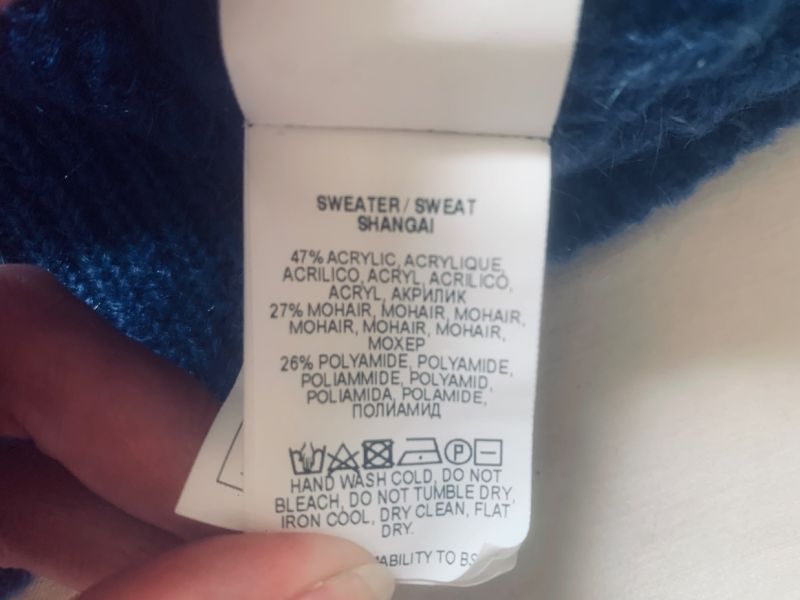 SWEATER / SWEAT
SHANGAI
47% ACRYLIC, ACRYLIQUE,
ACRILICO, ACRYL, ACRILICO,
ACRYL, АКРИЛИК
27% MOHAIR, MOHAIR, MOHAIR,
MOHAIR, MOHAIR, MOHAIR,
МОХЕР
26% POLYAMIDE, POLYAMIDE,
POLIAMMIDE, POLYAMID,
POLIAMIDA, POLAMIDE,
ПОЛИАМИД
P
HAND WASH COLD, DO NOT
BLEACH, DO NOT TUMBLE DRY,
IRON COOL, DRY CLEAN, FLAT
DRY.
ABILITY TO